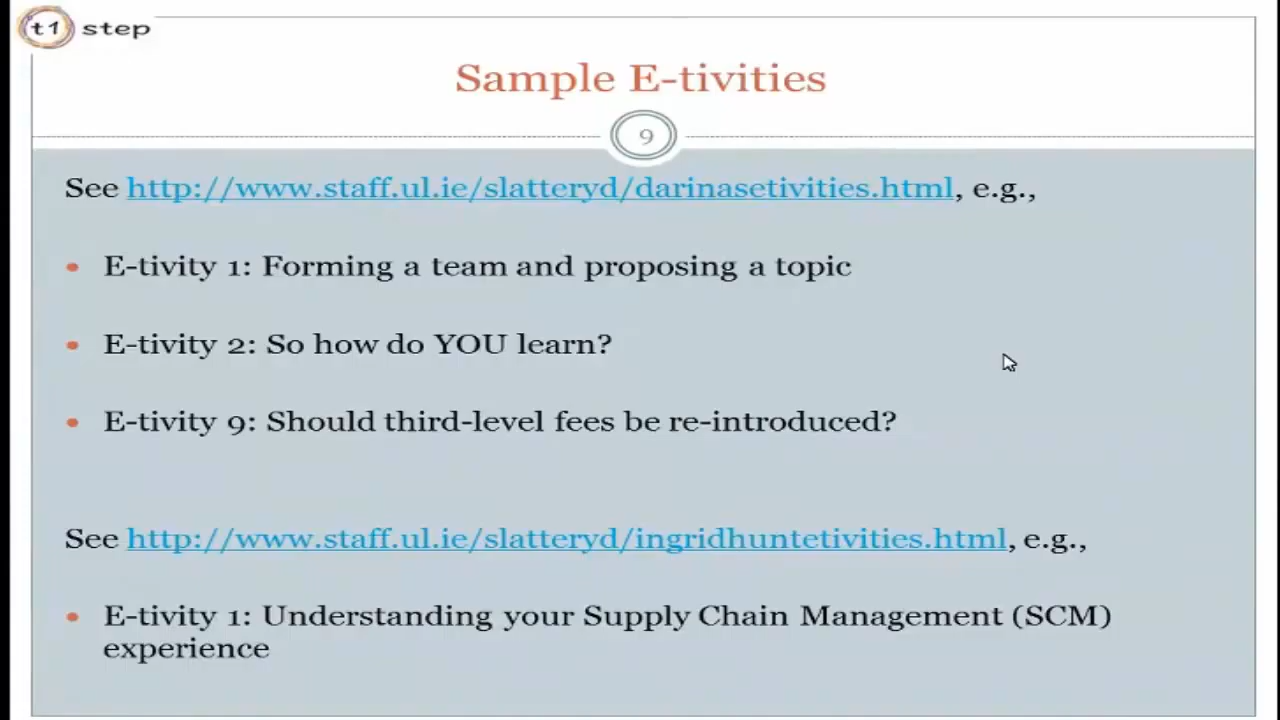 t1 step
Sample E-tivities
9
See http://www.staff.ul.ie/slatteryd/darinasetivities.html, e.g.,
• E-tivity 1: Forming a team and proposing a topic
• E-tivity 2: So how do YOU learn?
• E-tivity 9: Should third-level fees be re-introduced?
See http://www.staff.ul.ie/slatteryd/ingridhuntetivities.html, e.g.,
• E-tivity 1: Understanding your Supply Chain Management (SCM)
experience